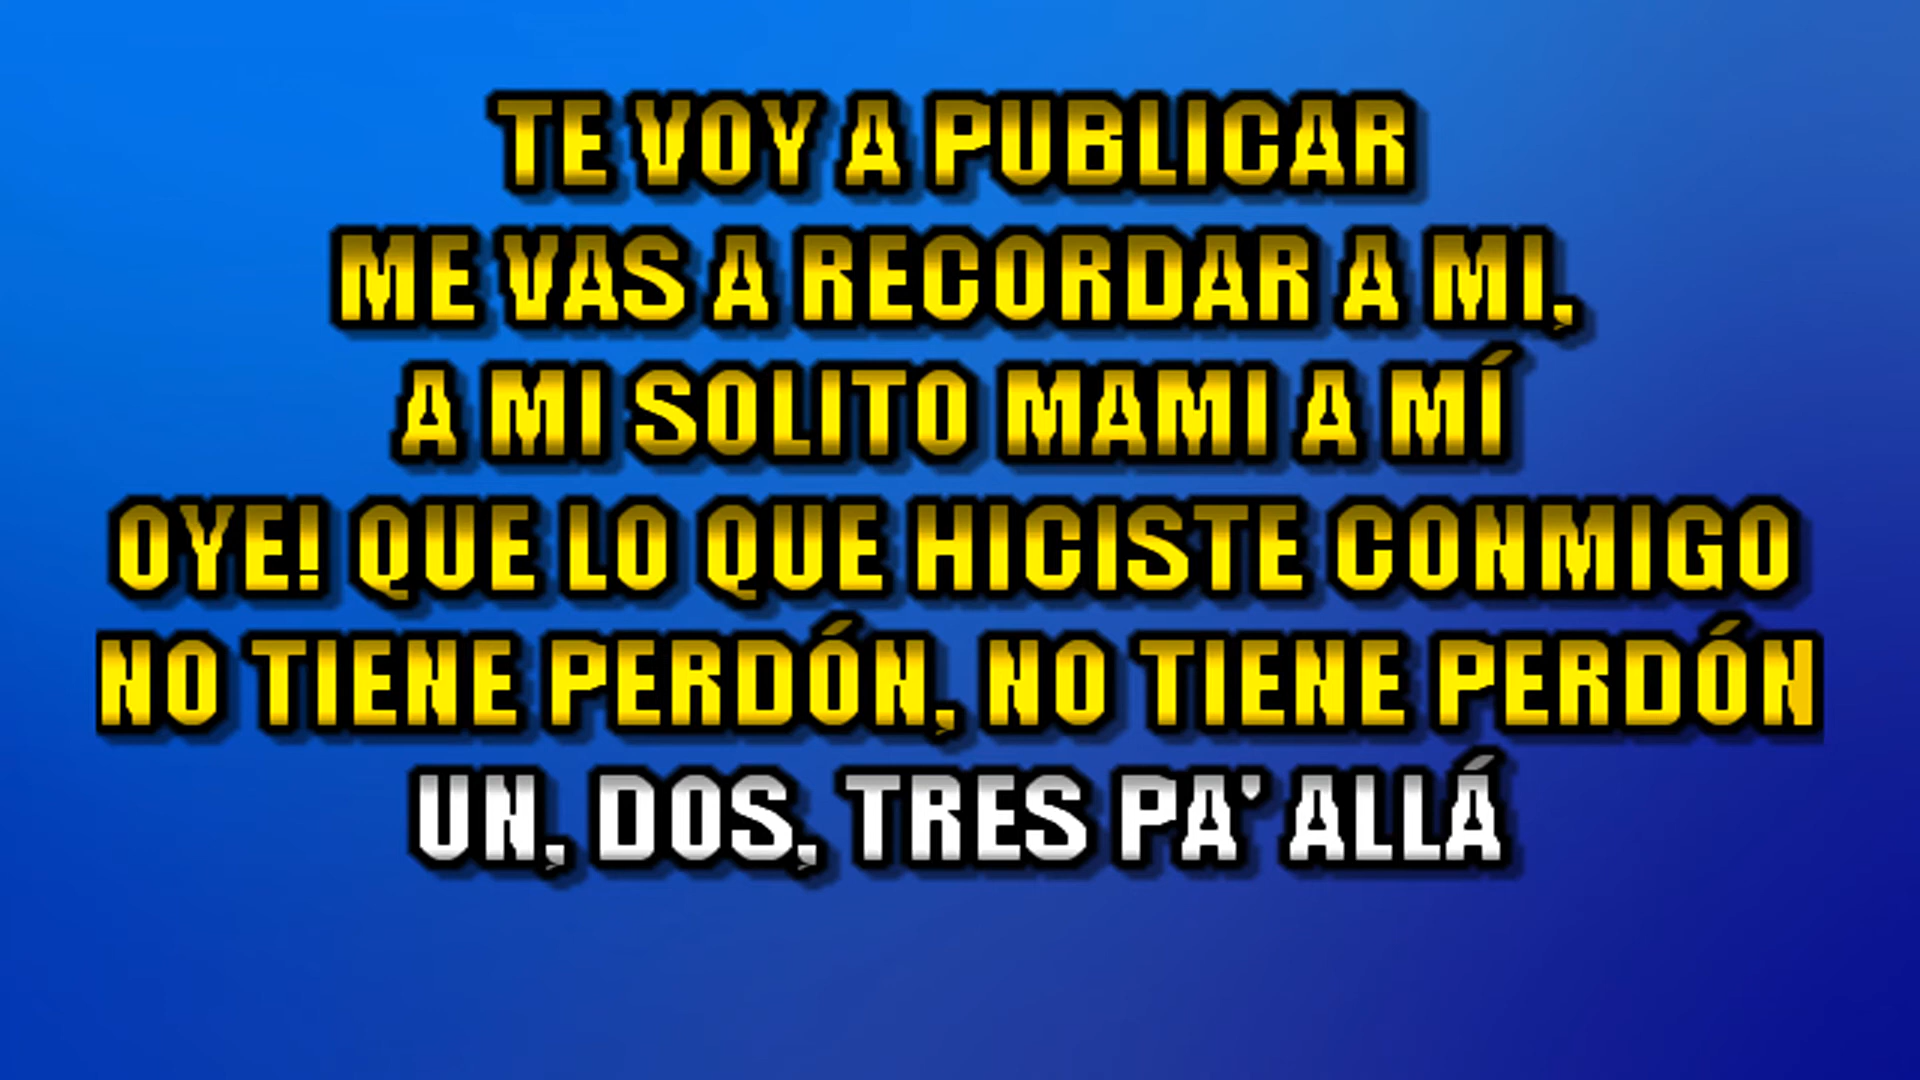 TE VOY A PUBLICAR
ME VAS A RECORDAR A MI,
A MI SOLITO MAMI A MÍ
OYE! QUE LO QUE HICISTE CONMIGO
NO TIENE PERDÓN, NO TIENE PERDÓN
UN, DOS, TRES PA' ALLÁ